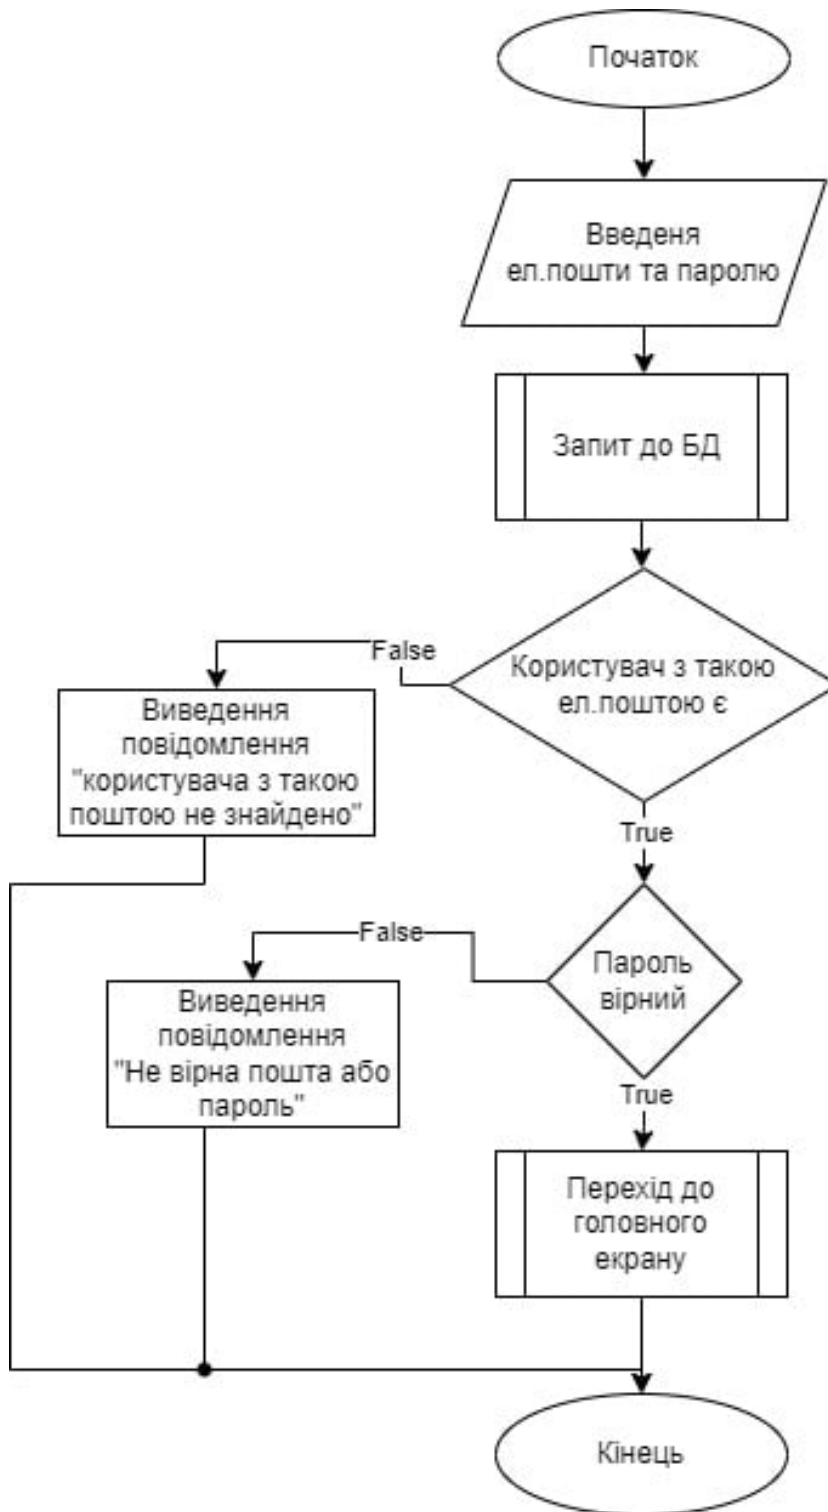 Початок
Введеня
ел.пошти та паролю
Запит до БД
Користувач з такою
ел.поштою є
False
Виведення
повідомлення
"користувача з такою
поштою не знайдено"
True
Пароль
вірний
False
Виведення
повідомлення
"Не вірна пошта або
пароль"
True
Перехід до
головного
екрану
Кінець